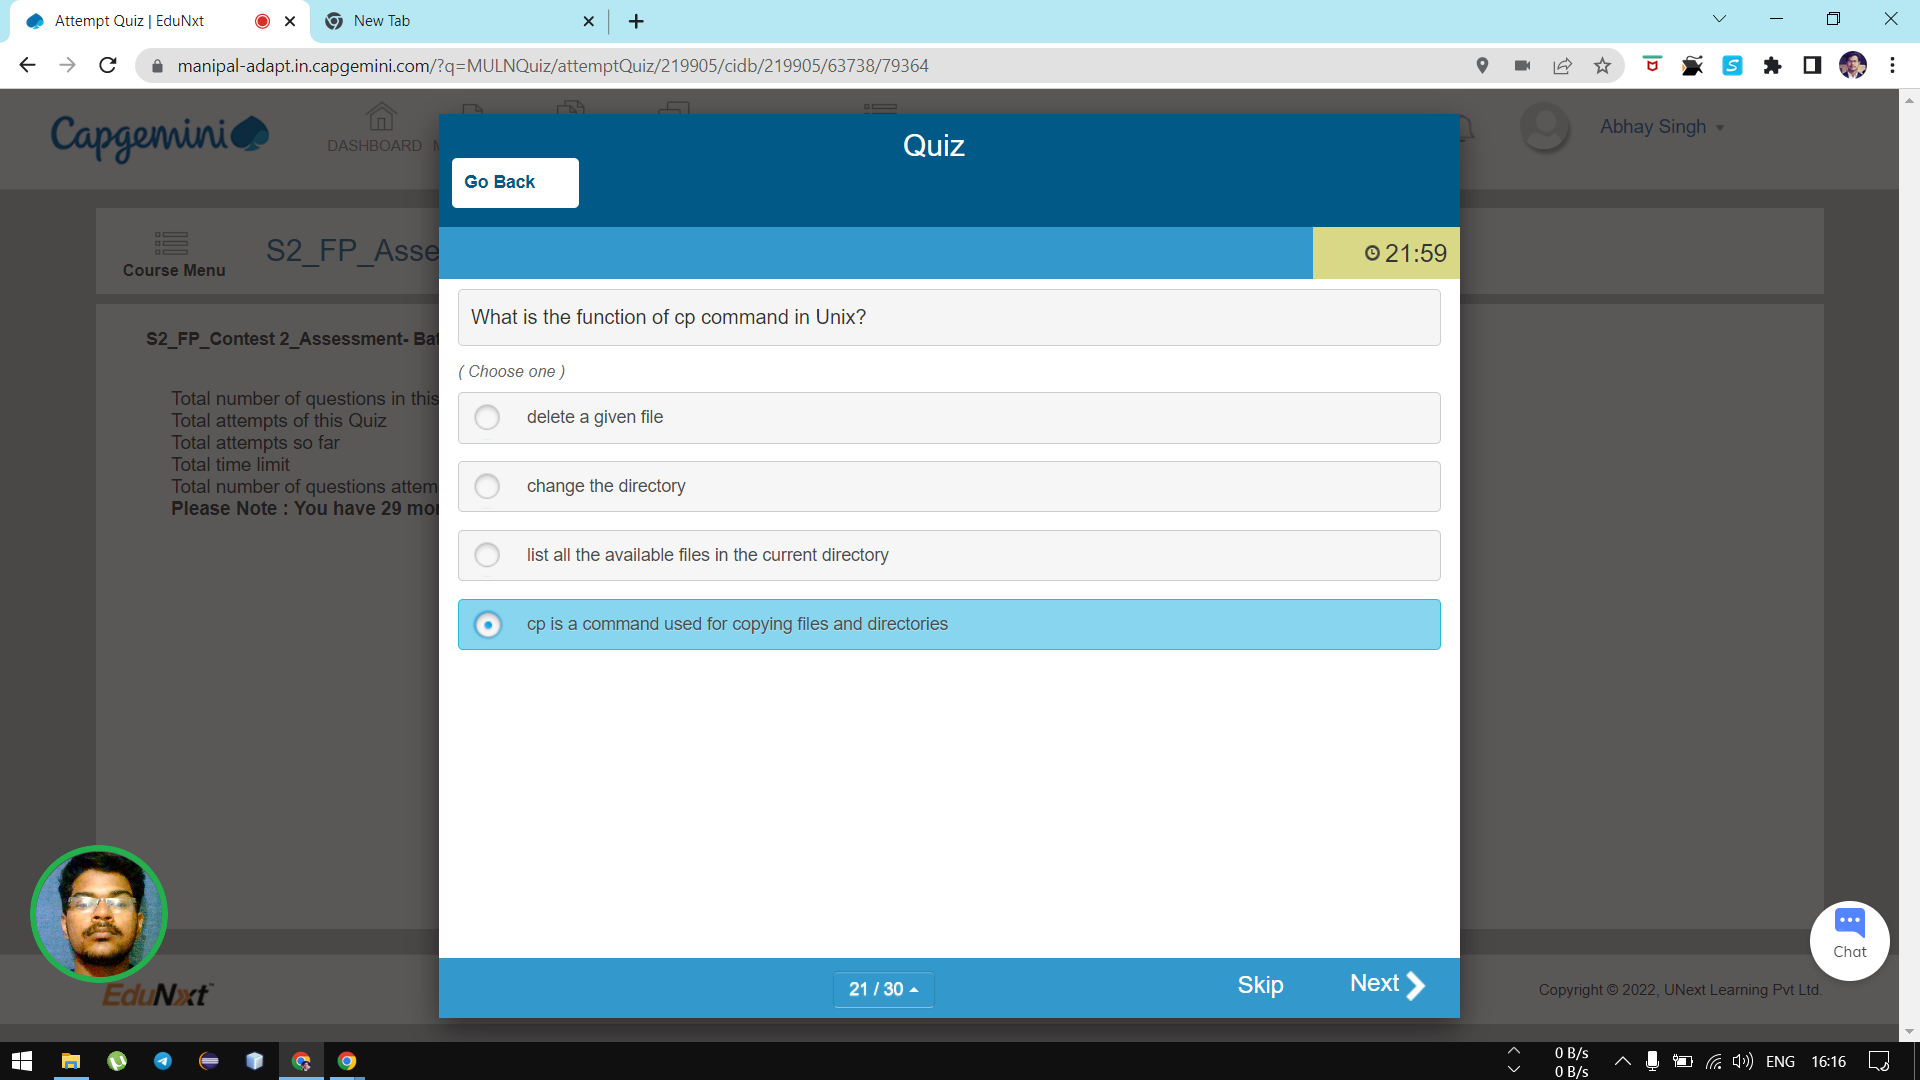 Attempt Quiz | EduNxt
New Tab
manipal-adapt.in.capgemini.com/?q=MULNQuiz/attemptQuiz/219905/cidb/219905/63738/79364
Capgemini
DASHBOARD
Abhay Singh
Quiz
Go Back
Course Menu
S2_FP_Asse
21:59
What is the function of cp command in Unix?
S2_FP_Contest 2_Assessment- Bat
( Choose one )
Total number of questions in this
Total attempts of this Quiz
Total attempts so far
Total time limit
Total number of questions attem
Please Note : You have 29 mor
delete a given file
change the directory
list all the available files in the current directory
cp is a command used for copying files and directories
Chat
EduNxt
21 / 30
Skip
Next
Copyright © 2022, UNext Learning Pvt Ltd.
0 B/s
0 B/s
ENG
16:16